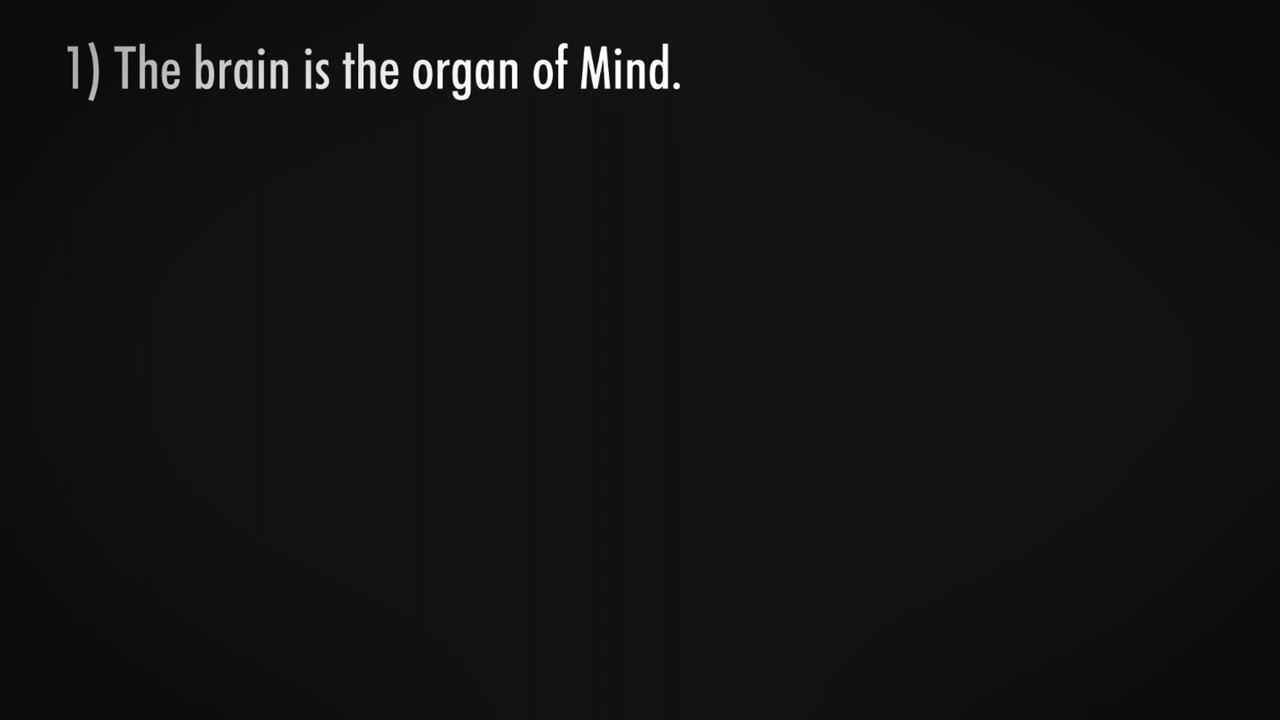 1) The brain is the organ of Mind.